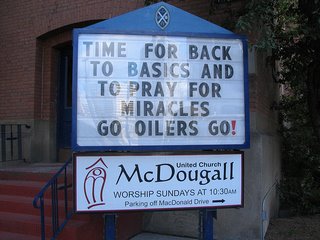 TIME FOR BACK
TO BASICS AND
TO PRAY FOR
MIRACLES
GO OILERS GO!
United Church
McDougall
WORSHIP SUNDAYS AT 10:30AM
Parking off MacDonald Drive